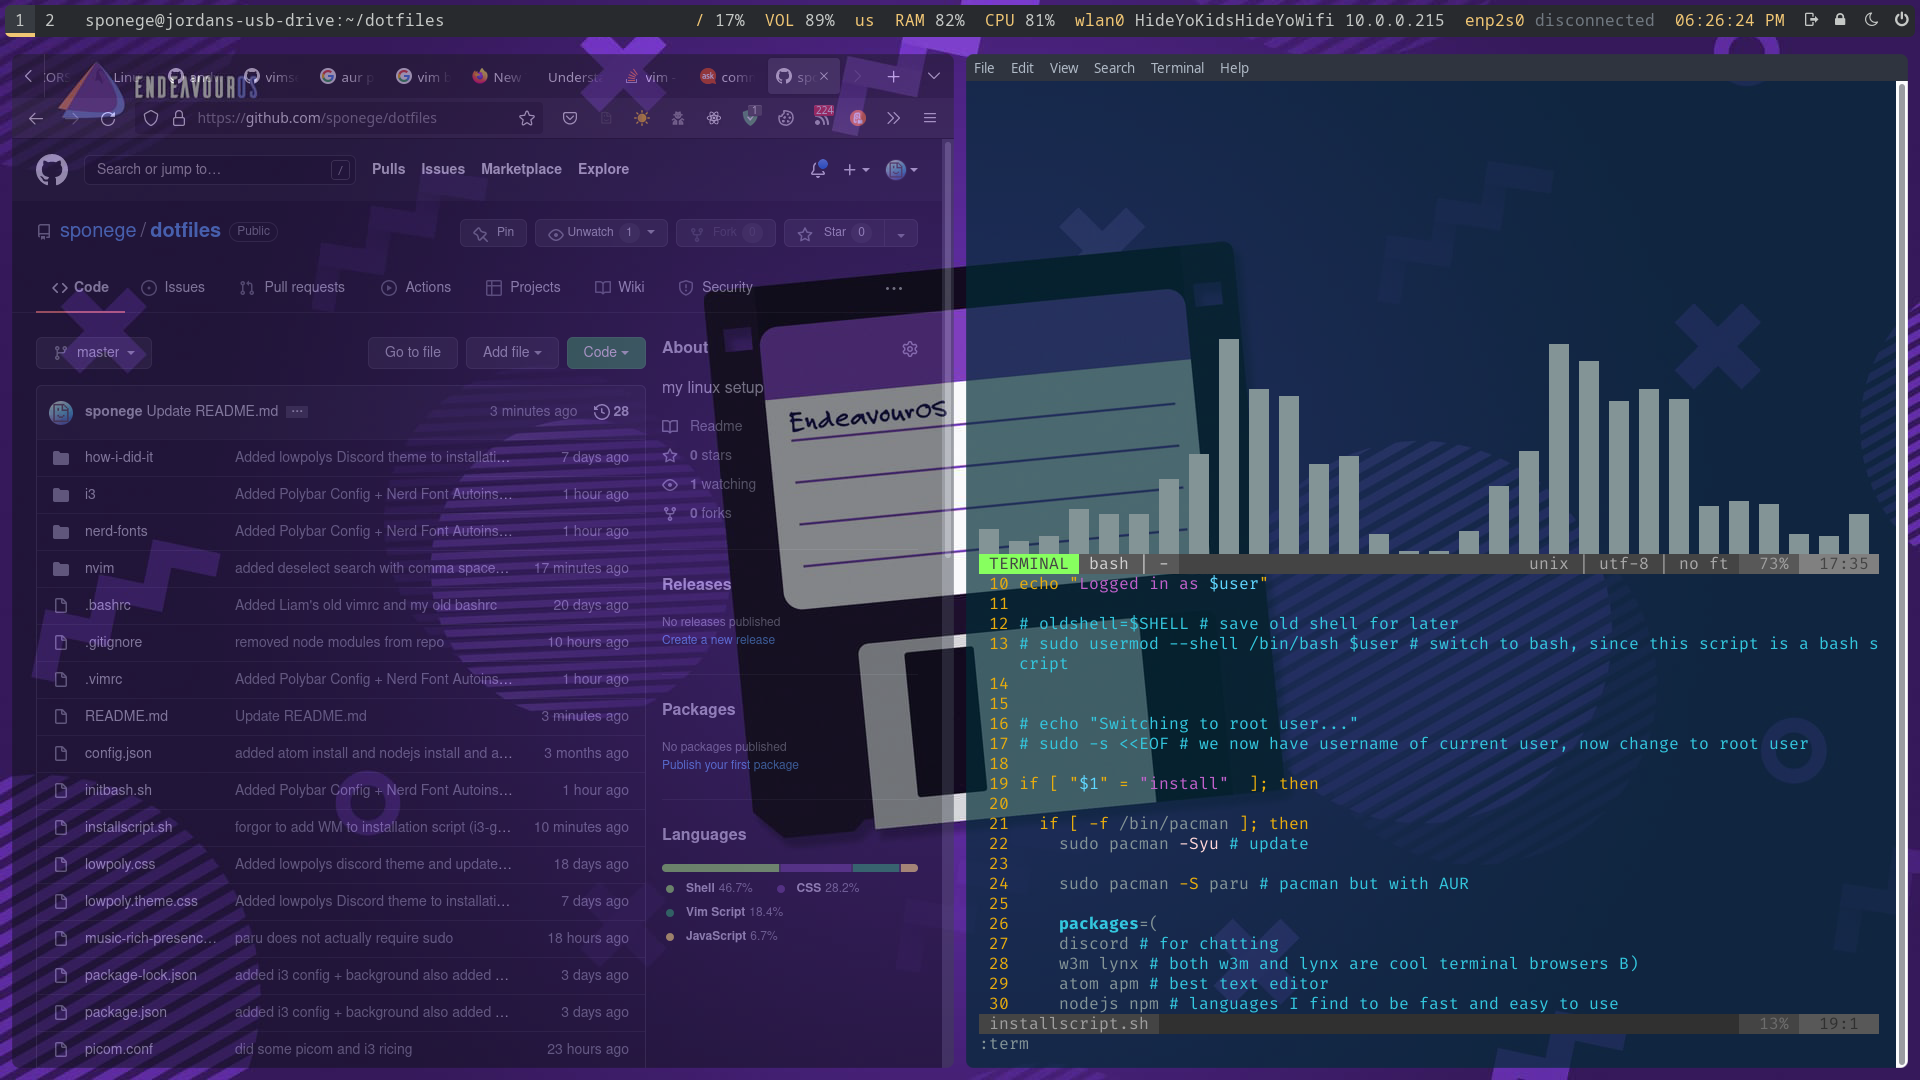 1 2 sponege@jordans-usb-drive:~/dotfiles / 17% VOL 89% us RAM 82% CPU 81% wlan0 HideYoKidsHideYoWifi 10.0.0.215 enp2s0 disconnected 06:26:24 PM
ENDEAVOUROS
aur vim New Underst vim - ask com sp
https://github.com/sponege/dotfiles 1 224
Search or jump to… / Pulls Issues Marketplace Explore
sponege / dotfiles Public Pin Unwatch 1 Fork 0 Star 0
Code Issues Pull requests Actions Projects Wiki Security
master Go to file Add file Code
sponege Update README.md 3 minutes ago 28
how-i-did-it Added lowpolys Discord theme to installati… 7 days ago
i3 Added Polybar Config + Nerd Font Autoins… 1 hour ago
nerd-fonts Added Polybar Config + Nerd Font Autoins… 1 hour ago
nvim added deselect search with comma space… 17 minutes ago
.bashrc Added Liam's old vimrc and my old bashrc 20 days ago
.gitignore removed node modules from repo 10 hours ago
.vimrc Added Polybar Config + Nerd Font Autoins… 1 hour ago
README.md Update README.md 3 minutes ago
config.json added atom install and nodejs install and a… 3 months ago
initbash.sh Added Polybar Config + Nerd Font Autoins… 1 hour ago
installscript.sh forgor to add WM to installation script (i3-g… 10 minutes ago
lowpoly.css Added lowpolys discord theme and update… 18 days ago
lowpoly.theme.css Added lowpolys Discord theme to installati… 7 days ago
music-rich-presenc… paru does not actually require sudo 18 hours ago
package-lock.json added i3 config + background also added … 3 days ago
package.json added i3 config + background also added … 3 days ago
picom.conf did some picom and i3 ricing 23 hours ago
About
my linux setup
Readme
0 stars
1 watching
0 forks
Releases
No releases published
Create a new release
Packages
No packages published
Publish your first package
Languages
Shell 46.7% CSS 28.2%
Vim Script 18.4%
JavaScript 6.7%
EndeavourOS
File Edit View Search Terminal Help
TERMINAL bash | - unix | utf-8 | no ft 73% 17:35
10 echo "Logged in as $user"
11
12 # oldshell=$SHELL # save old shell for later
13 # sudo usermod --shell /bin/bash $user # switch to bash, since this script is a bash s
cript
14
15
16 # echo "Switching to root user..."
17 # sudo -s <<EOF # we now have username of current user, now change to root user
18
19 if [ "$1" = "install"  ]; then
20
21 if [ -f /bin/pacman ]; then
22 sudo pacman -Syu # update
23
24 sudo pacman -S paru # pacman but with AUR
25
26 packages=(
27 discord # for chatting
28 w3m lynx # both w3m and lynx are cool terminal browsers B)
29 atom apm # best text editor
30 nodejs npm # languages I find to be fast and easy to use
installscript.sh 13% 19:1
:term